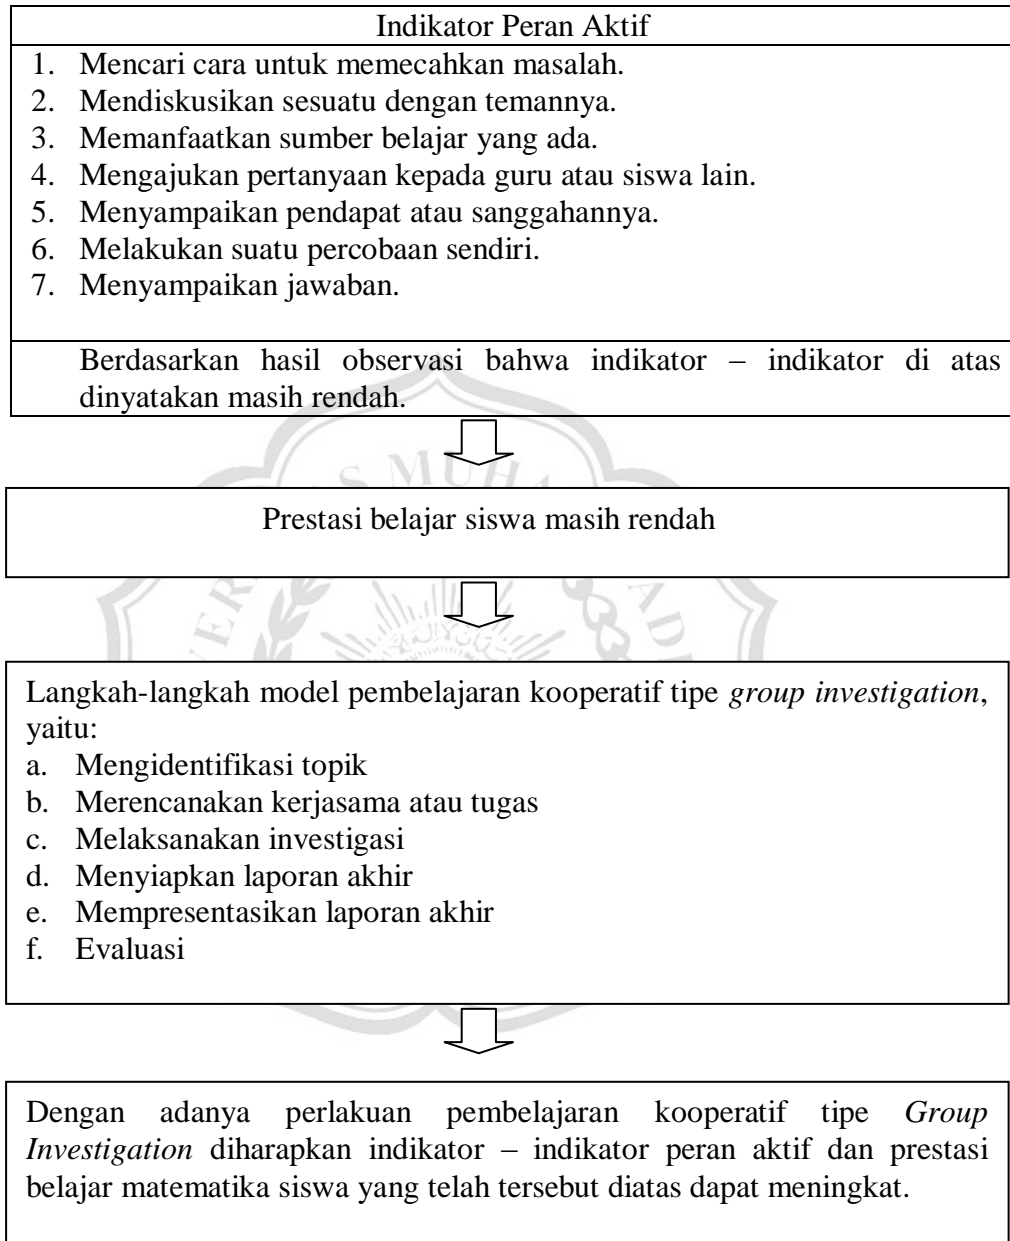 Indikator Peran Aktif
1. Mencari cara untuk memecahkan masalah.
2. Mendiskusikan sesuatu dengan temannya.
3. Memanfaatkan sumber belajar yang ada.
4. Mengajukan pertanyaan kepada guru atau siswa lain.
5. Menyampaikan pendapat atau sanggahannya.
6. Melakukan suatu percobaan sendiri.
7. Menyampaikan jawaban.
Berdasarkan hasil observasi bahwa indikator – indikator di atas
dinyatakan masih rendah.
S MUHA
Prestasi belajar siswa masih rendah
VER
AD
Langkah-langkah model pembelajaran kooperatif tipe group investigation,
yaitu:
a. Mengidentifikasi topik
b. Merencanakan kerjasama atau tugas
c. Melaksanakan investigasi
d. Menyiapkan laporan akhir
e. Mempresentasikan laporan akhir
f. Evaluasi
Dengan adanya perlakuan pembelajaran kooperatif tipe Group
Investigation diharapkan indikator – indikator peran aktif dan prestasi
belajar matematika siswa yang telah tersebut diatas dapat meningkat.